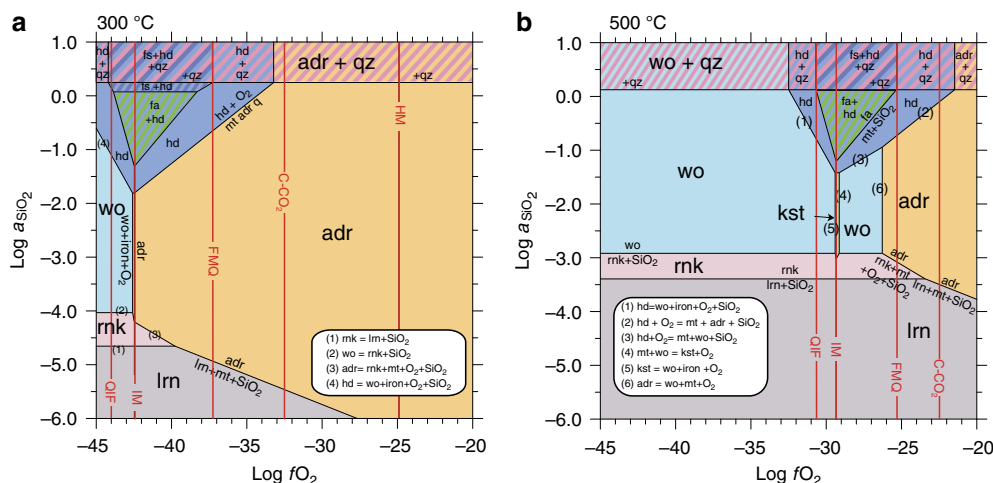 a
300 °C
1.0
0.0
−1.0
−2.0
−3.0
−4.0
−5.0
−6.0
Log aSiO₂
−45
−40
−35
−30
−25
−20
Log fO₂
hd
+
qz
fs+hd
+qz
+qz
hd
+
qz
adr + qz
+qz
fs +hd
fa
+hd
hd + O₂
mt adr q
(4)
hd
hd
wo
wo+iron+O₂
adr
adr
(2)
rnk
(3)
(1)
lrn
adr
lrn+mt+SiO₂
QIF
IM
FMQ
C-CO₂
HM
(1) rnk = lrn+SiO₂
(2) wo = rnk+SiO₂
(3) adr= rnk+mt+O₂+SiO₂
(4) hd = wo+iron+O₂+SiO₂
b
500 °C
1.0
0.0
−1.0
−2.0
−3.0
−4.0
−5.0
−6.0
Log aSiO₂
−45
−40
−35
−30
−25
−20
Log fO₂
wo + qz
+qz
hd
+
qz
fs+hd
+qz
+qz
hd
+
qz
adr
+
qz
(1)
hd
fa+
hd
fa
mt+SiO₂
hd
(2)
hd
(3)
wo
(4)
(6)
kst
(5)
wo
adr
wo
rnk+SiO₂
rnk
rnk
lrn+SiO₂
adr
rnk+mt
+O₂+SiO₂
adr
lrn+mt+SiO₂
lrn
QIF
IM
FMQ
C-CO₂
(1) hd=wo+iron+O₂+SiO₂
(2) hd + O₂ = mt + adr + SiO₂
(3) hd+O₂= mt+wo+SiO₂
(4) mt+wo = kst+O₂
(5) kst = wo+iron +O₂
(6) adr = wo+mt+O₂